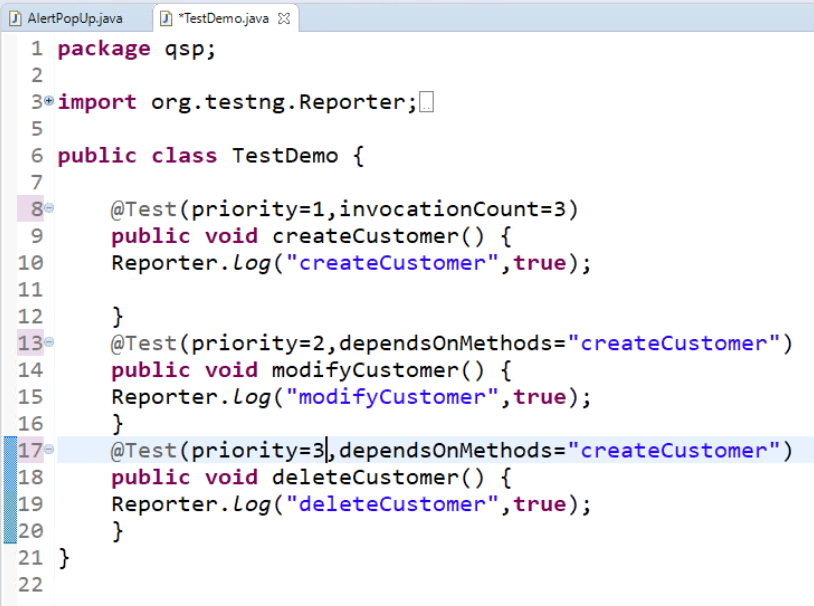 AlertPopUp.java *TestDemo.java
1 package qsp;
2
3 import org.testng.Reporter;
5
6 public class TestDemo {
7
8 @Test(priority=1,invocationCount=3)
9 public void createCustomer() {
10 Reporter.log("createCustomer",true);
11
12 }
13 @Test(priority=2,dependsOnMethods="createCustomer")
14 public void modifyCustomer() {
15 Reporter.log("modifyCustomer",true);
16 }
17 @Test(priority=3,dependsOnMethods="createCustomer")
18 public void deleteCustomer() {
19 Reporter.log("deleteCustomer",true);
20 }
21 }
22